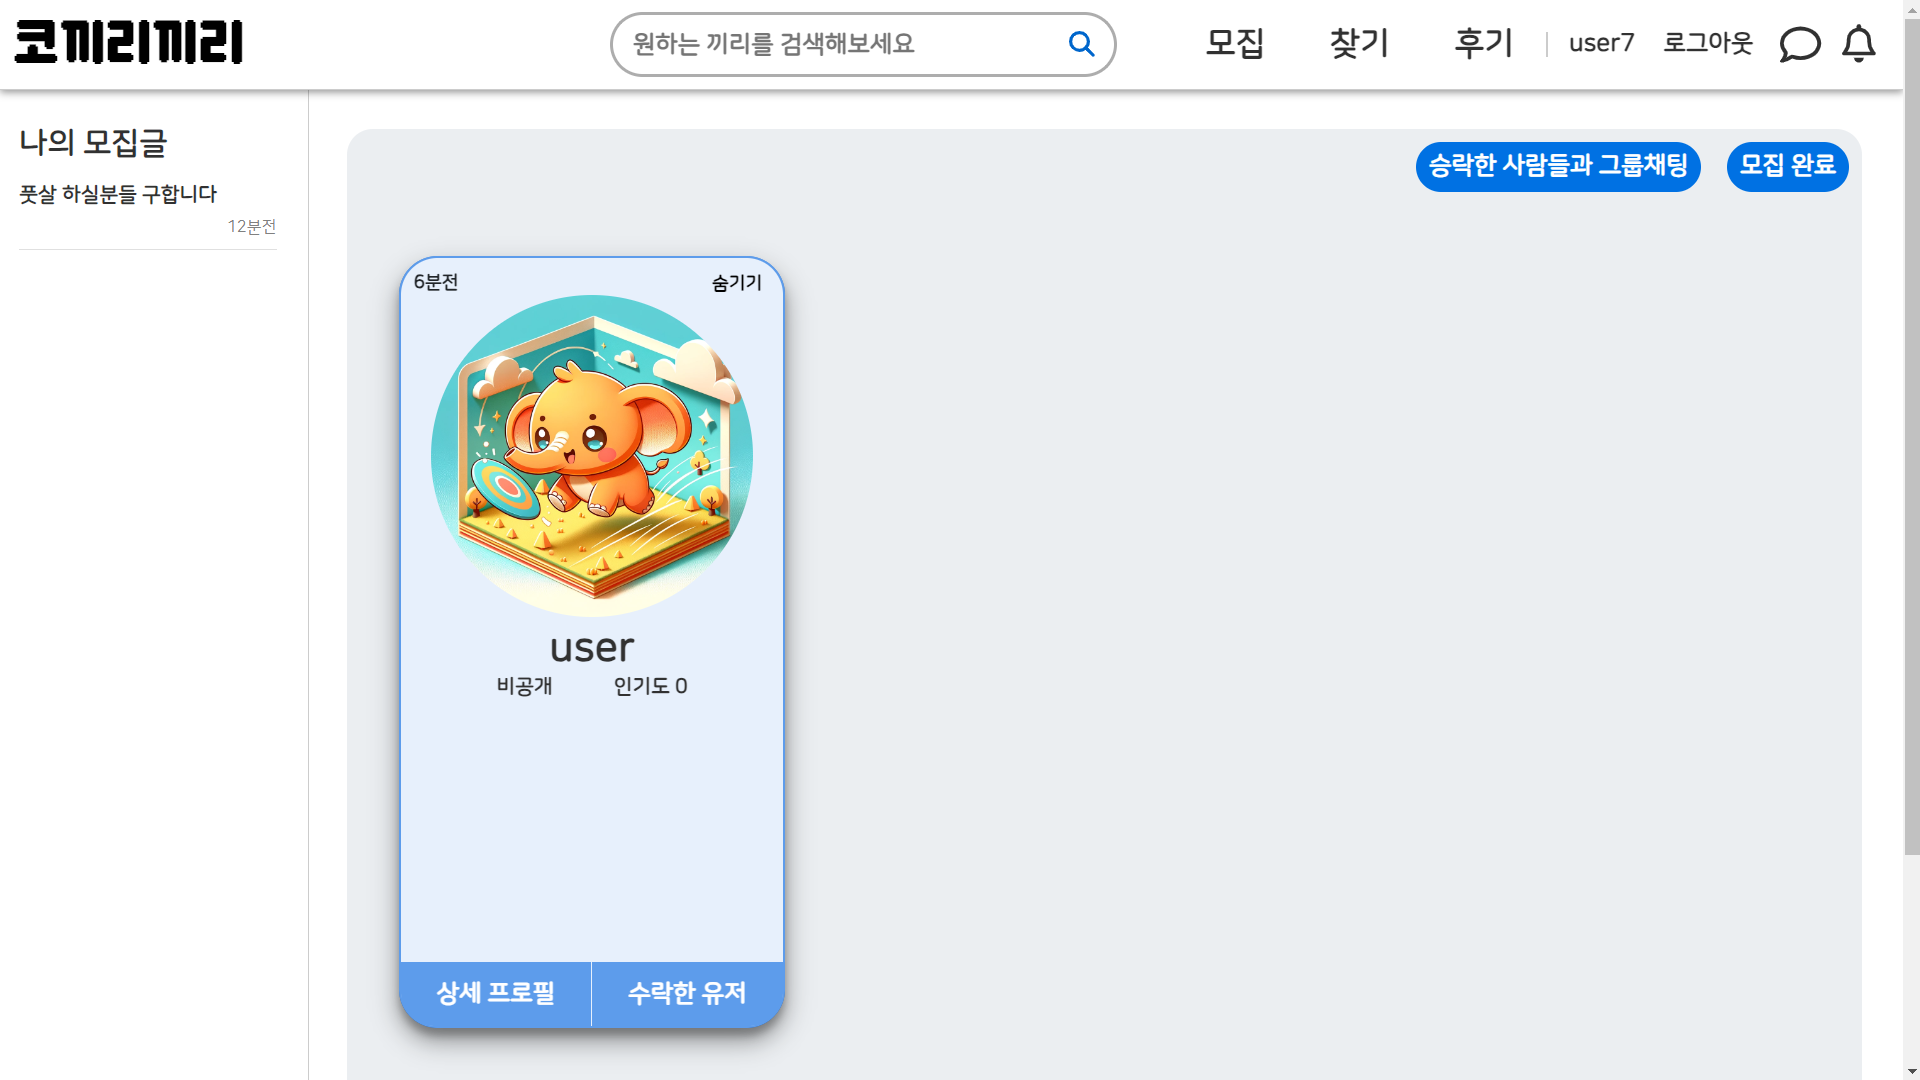 코끼리끼리
원하는 끼리를 검색해보세요
모집 찾기 후기 user7 로그아웃
나의 모집글
풋살 하실분들 구합니다
12분전
승락한 사람들과 그룹채팅 모집 완료
6분전 숨기기
user
비공개 인기도 0
상세 프로필 수락한 유저